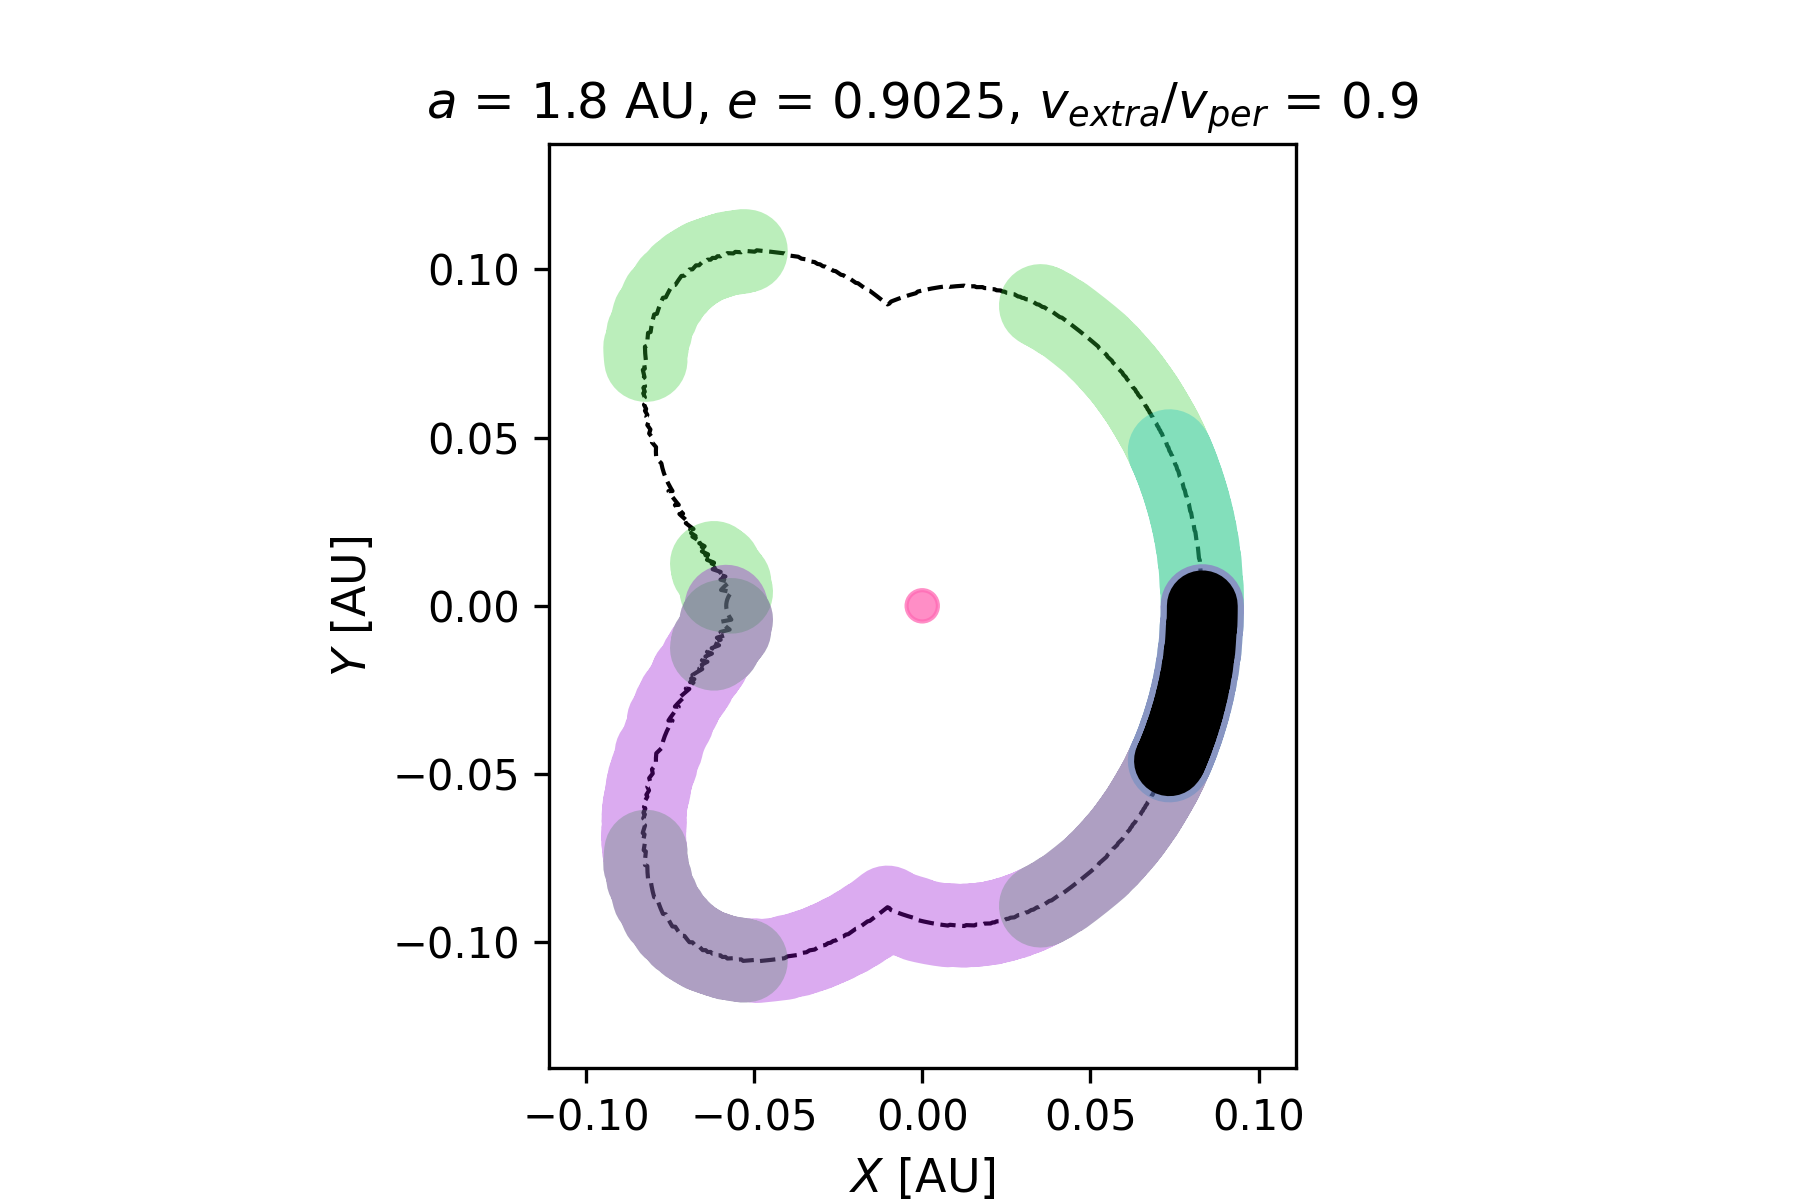 a = 1.8 AU, e = 0.9025, v_extra/v_per = 0.9
Y [AU]
0.10
0.05
0.00
−0.05
−0.10
−0.10 −0.05 0.00 0.05 0.10
X [AU]